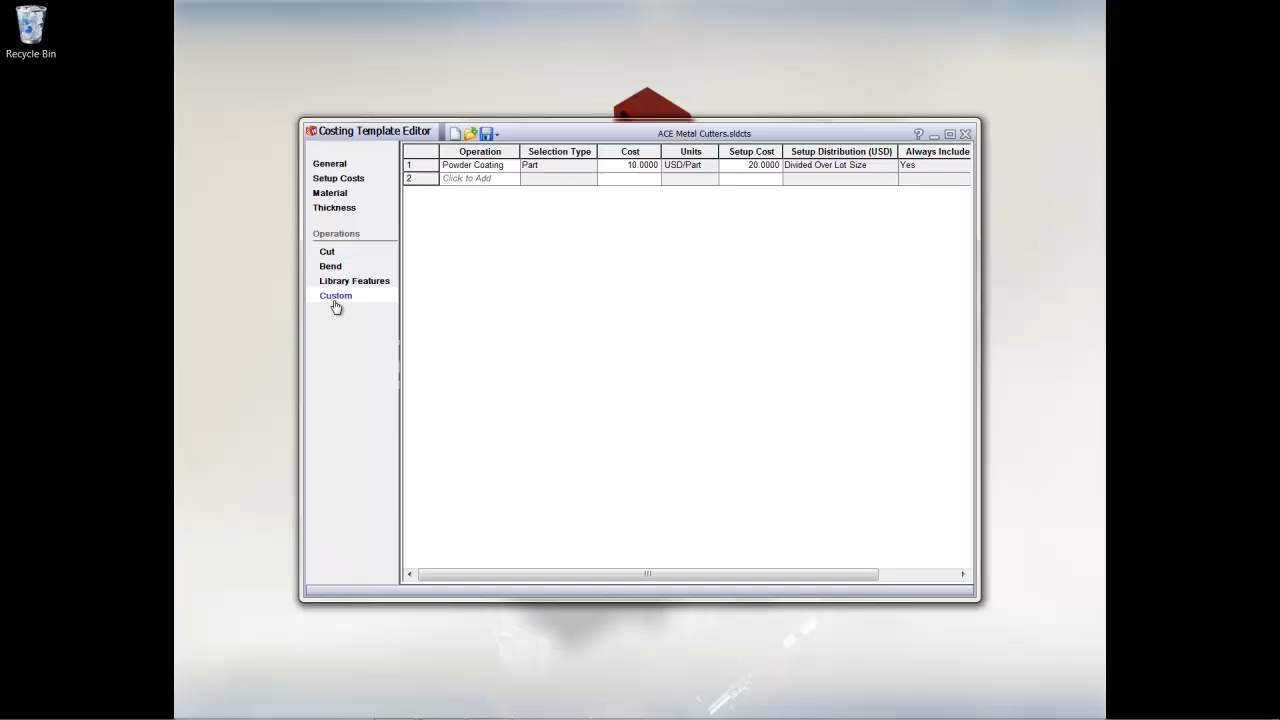 Recycle Bin
Costing Template Editor
ACE Metal Cutters.sldcts
General
Setup Costs
Material
Thickness
Operations
Cut
Bend
Library Features
Custom
Operation Selection Type Cost Units Setup Cost Setup Distribution (USD) Always Include
1 Powder Coating Part 10.0000 USD/Part 20.0000 Divided Over Lot Size Yes
2 Click to Add